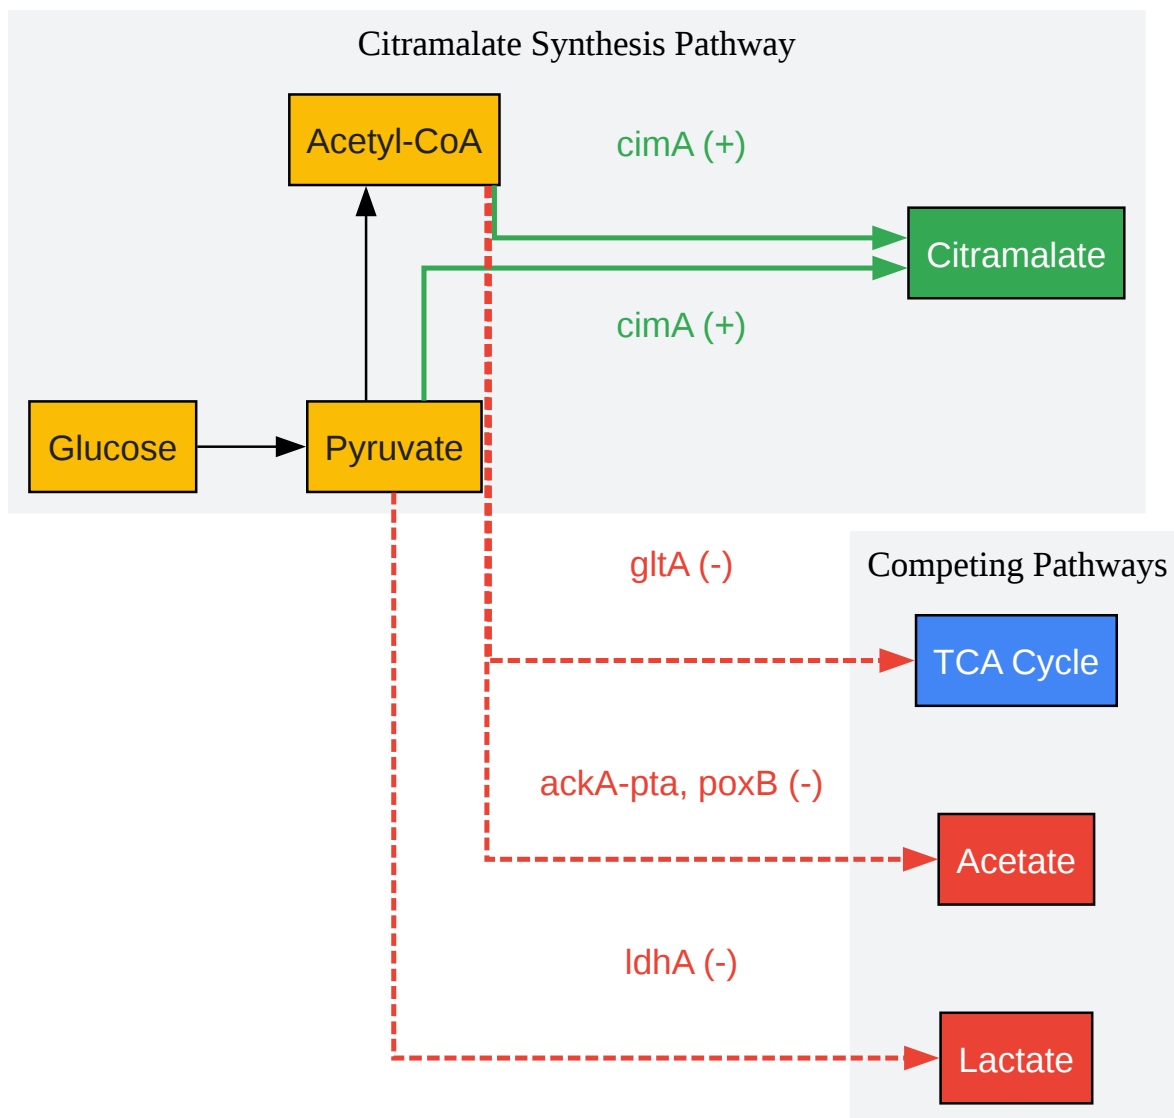 Citramalate Synthesis Pathway
Acetyl-CoA
cimA (+)
Citramalate
cimA (+)
Glucose
Pyruvate
gltA (-)
Competing Pathways
TCA Cycle
ackA-pta, poxB (-)
Acetate
ldhA (-)
Lactate